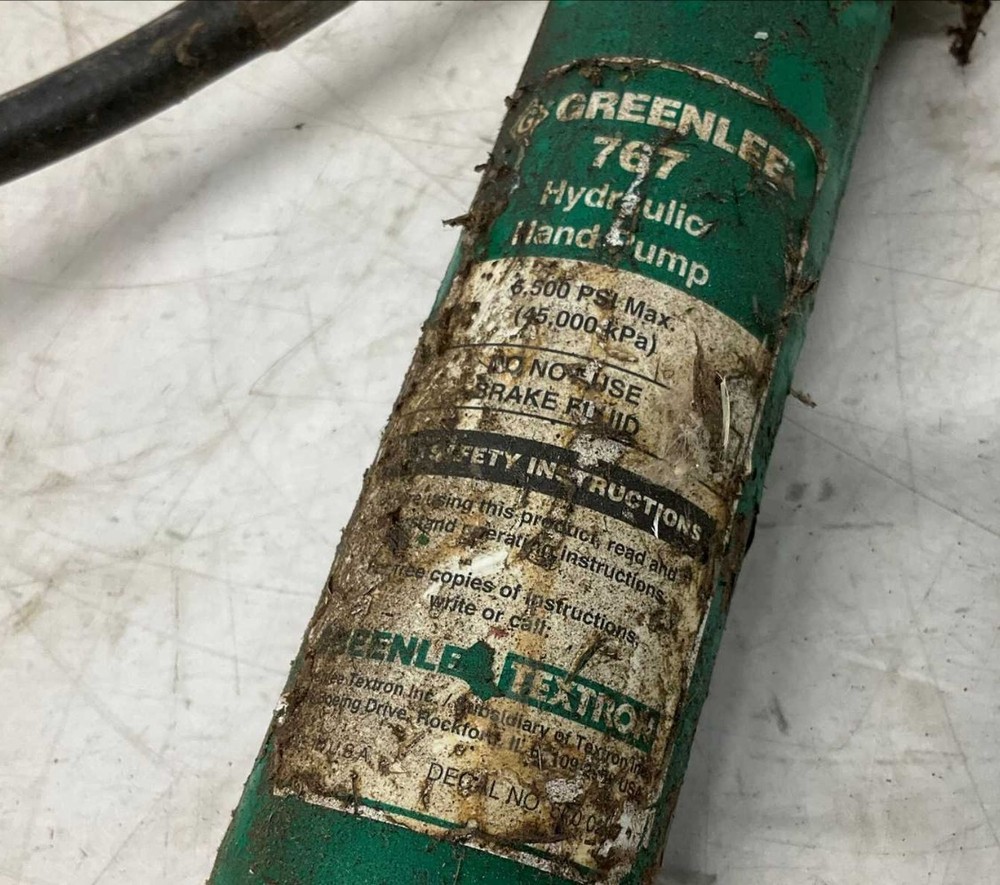 GREENLEE
767
Hydraulic
Hand Pump
6,500 PSI Max.
(45,000 kPa)
DO NOT USE
BRAKE FLUID
SAFETY INSTRUCTIONS
using this product, read and
operating instructions.
free copies of instructions,
write or call:
GREENLEE TEXTRON
Textron Inc. / Subsidiary of Textron Inc.
Boeing Drive, Rockford, IL
U.S.A.
DECAL NO